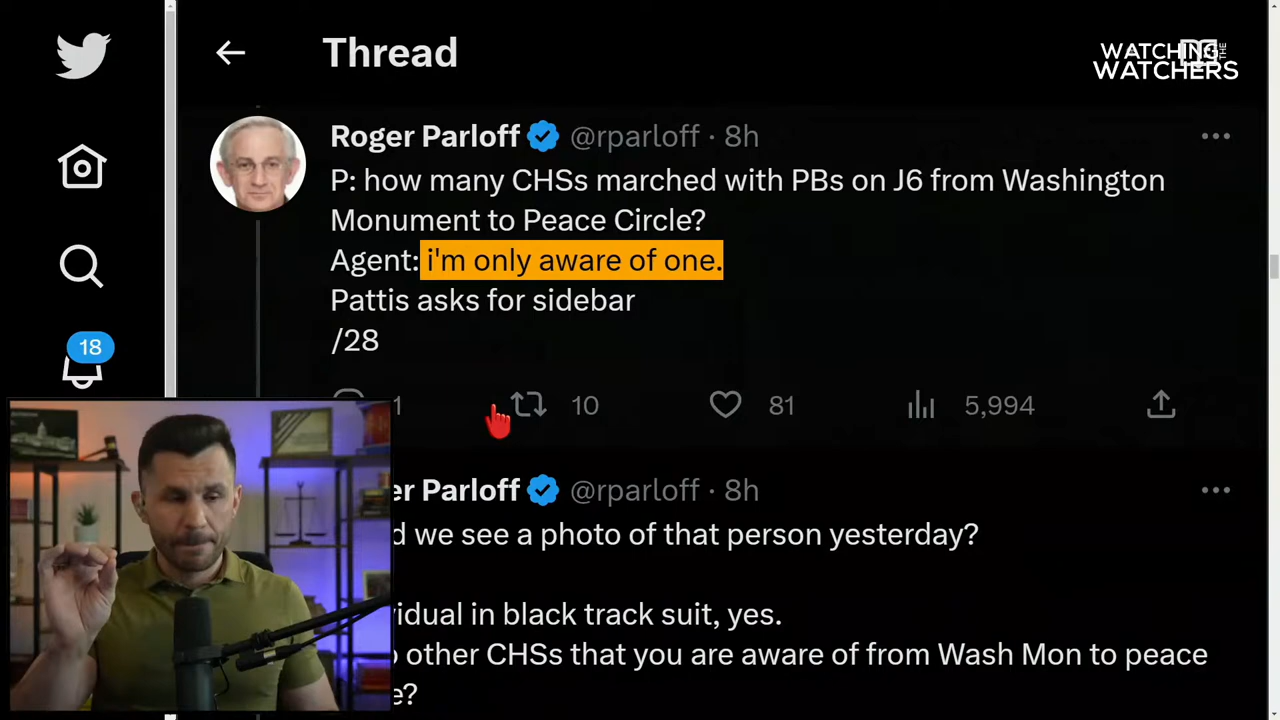 Thread
WATCHING THE
WATCHERS
Roger Parloff @rparloff · 8h
P: how many CHSs marched with PBs on J6 from Washington
Monument to Peace Circle?
Agent: i'm only aware of one.
Pattis asks for sidebar
/28
18
1 10 81 5,994
er Parloff @rparloff · 8h
d we see a photo of that person yesterday?
vidual in black track suit, yes.
o other CHSs that you are aware of from Wash Mon to peace
e?